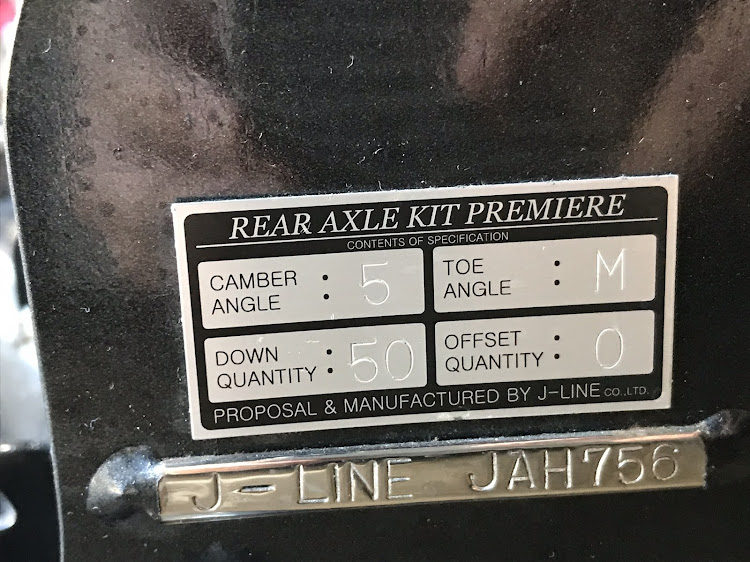 REAR AXLE KIT PREMIERE
CONTENTS OF SPECIFICATION
CAMBER ANGLE : 5
TOE ANGLE : M
DOWN QUANTITY : 50
OFFSET QUANTITY : 0
PROPOSAL & MANUFACTURED BY J-LINE CO.,LTD.
J-LINE JAH756